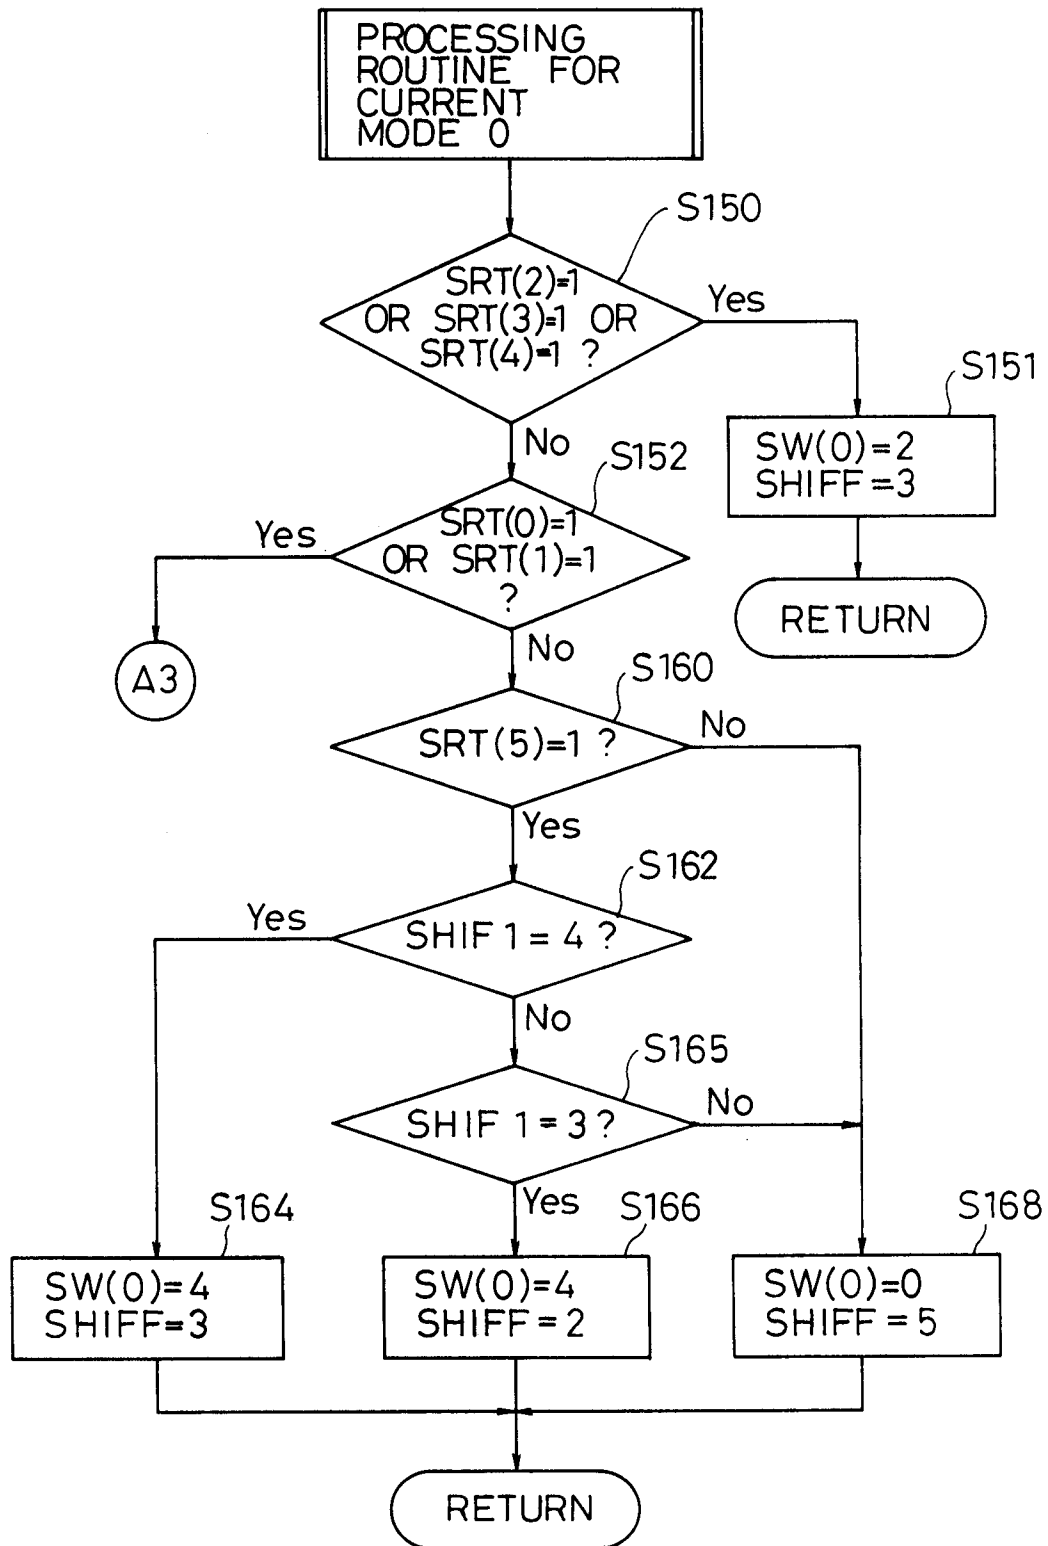 PROCESSING
ROUTINE FOR
CURRENT
MODE 0
S150
SRT(2)=1
OR SRT(3)=1 OR
SRT(4)=1 ?
Yes
No
S151
SW(0)=2
SHIFF=3
RETURN
S152
SRT(0)=1
OR SRT(1)=1
?
Yes
A3
No
S160
SRT(5)=1 ?
No
Yes
S162
SHIF 1=4 ?
Yes
No
S165
SHIF 1=3 ?
No
Yes
S164
SW(0)=4
SHIFF=3
S166
SW(0)=4
SHIFF=2
S168
SW(0)=0
SHIFF=5
RETURN